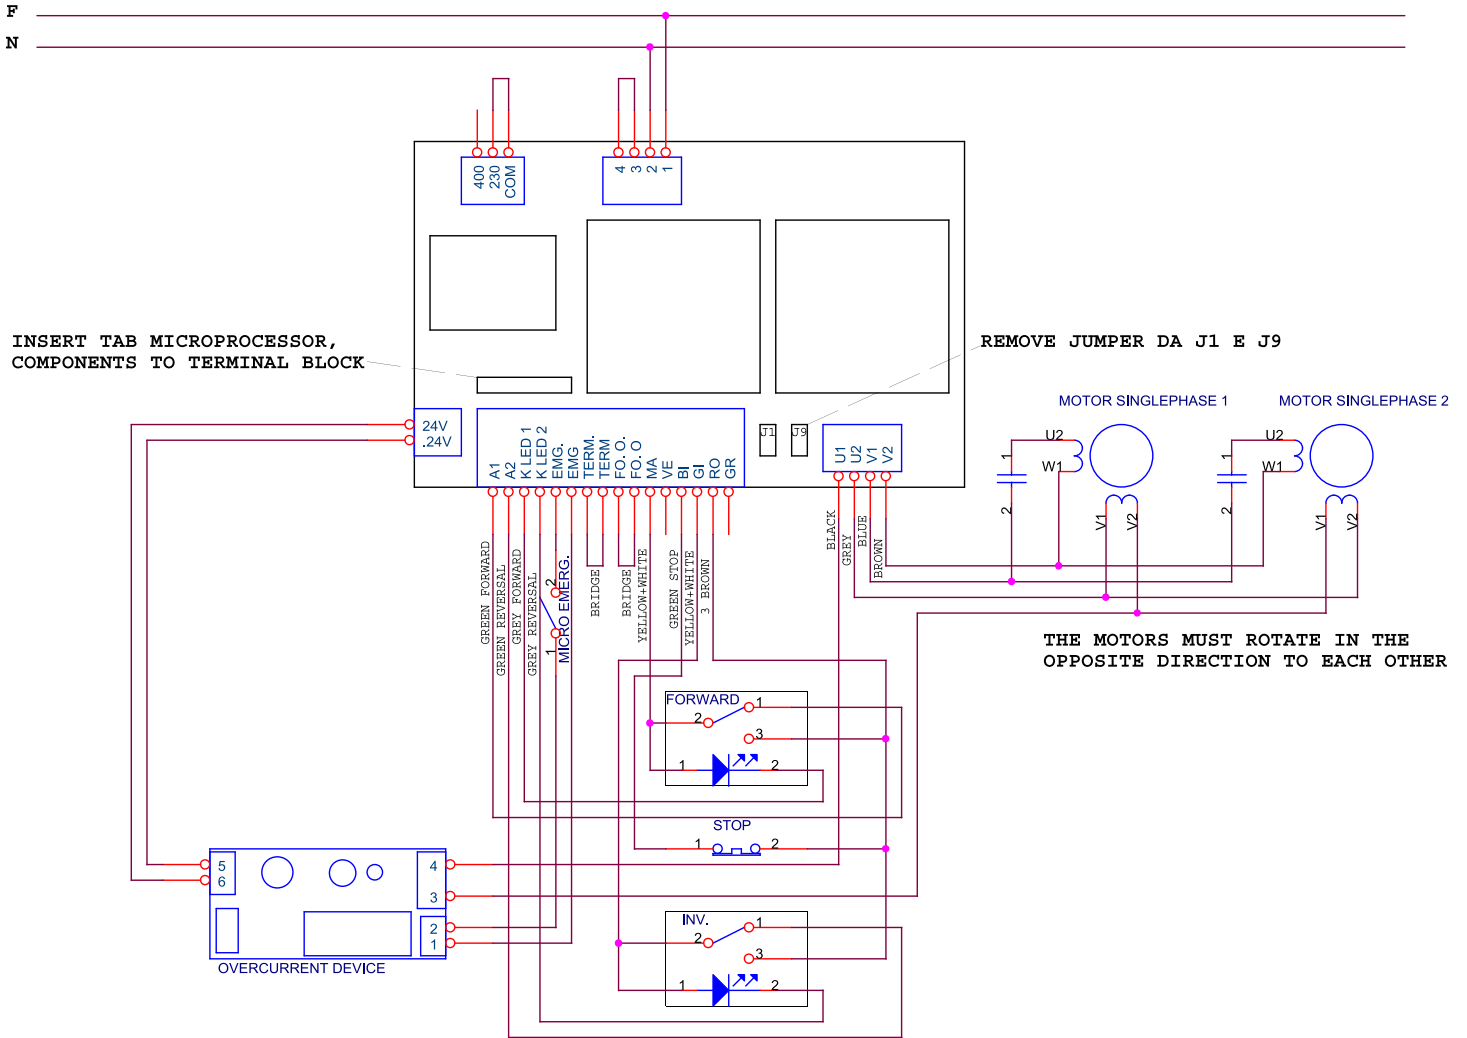 F
N
400
230
COM
4
3
2
1
INSERT TAB MICROPROCESSOR,
COMPONENTS TO TERMINAL BLOCK
REMOVE JUMPER DA J1 E J9
MOTOR SINGLEPHASE 1
MOTOR SINGLEPHASE 2
24V
.24V
A1
A2
K LED 1
K LED 2
EMG.
EMG
TERM.
TERM
FO. O.
FO. O
MA
VE
BI
GI
RO
GR
J1
J9
U1
U2
V1
V2
U2
W1
1
2
V1
V2
U2
W1
1
2
V1
V2
BLACK
GREY
BLUE
BROWN
GREEN FORWARD
GREEN REVERSAL
GREY FORWARD
GREY REVERSAL
2
1
MICRO EMERG.
BRIDGE
BRIDGE
YELLOW+WHITE
GREEN STOP
YELLOW+WHITE
3 BROWN
THE MOTORS MUST ROTATE IN THE
OPPOSITE DIRECTION TO EACH OTHER
FORWARD
1
2
3
1
2
STOP
1
2
INV.
1
2
3
1
2
5
6
4
3
2
1
OVERCURRENT DEVICE